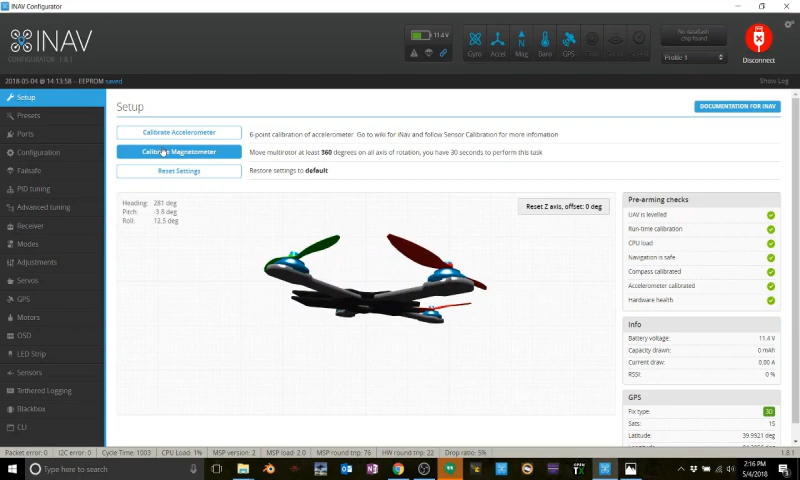 INAV Configurator
INAV
CONFIGURATOR 1.8.1
11.4 V
Gyro
Accel
Mag
Baro
GPS
No dataflash
chip found
Profile 1
Disconnect
2018-05-04 @ 14:13:58 -- EEPROM saved
Show Log
Setup
Presets
Ports
Configuration
Failsafe
PID tuning
Advanced tuning
Receiver
Modes
Adjustments
Servos
GPS
Motors
OSD
LED Strip
Sensors
Tethered Logging
Blackbox
CLI
Setup
DOCUMENTATION FOR INAV
Calibrate Accelerometer
6-point calibration of accelerometer Go to wiki for iNav and follow Sensor Calibration for more infomation
Calibrate Magnetometer
Move multirotor at least 360 degrees on all axis of rotation, you have 30 seconds to perform this task
Reset Settings
Restore settings to default
Heading: 281 deg
Pitch: -3.8 deg
Roll: 12.5 deg
Reset Z axis, offset: 0 deg
Pre-arming checks
UAV is levelled
Run-time calibration
CPU load
Navigation is safe
Compass calibrated
Accelerometer calibrated
Hardware health
Info
Battery voltage: 11.4 V
Capacity drawn: 0 mAh
Current draw: 0.00 A
RSSI: 0 %
GPS
Fix type: 3D
Sats: 15
Latitude: 39.9921 deg
Packet error: 0
I2C error: 0
Cycle Time: 1003
CPU Load: 1%
MSP version: 2
MSP load: 2.0
MSP round trip: 76
HW round trip: 22
Drop ratio: 5%
1.8.1
Type here to search
OPEN
TX
2:16 PM
5/4/2018